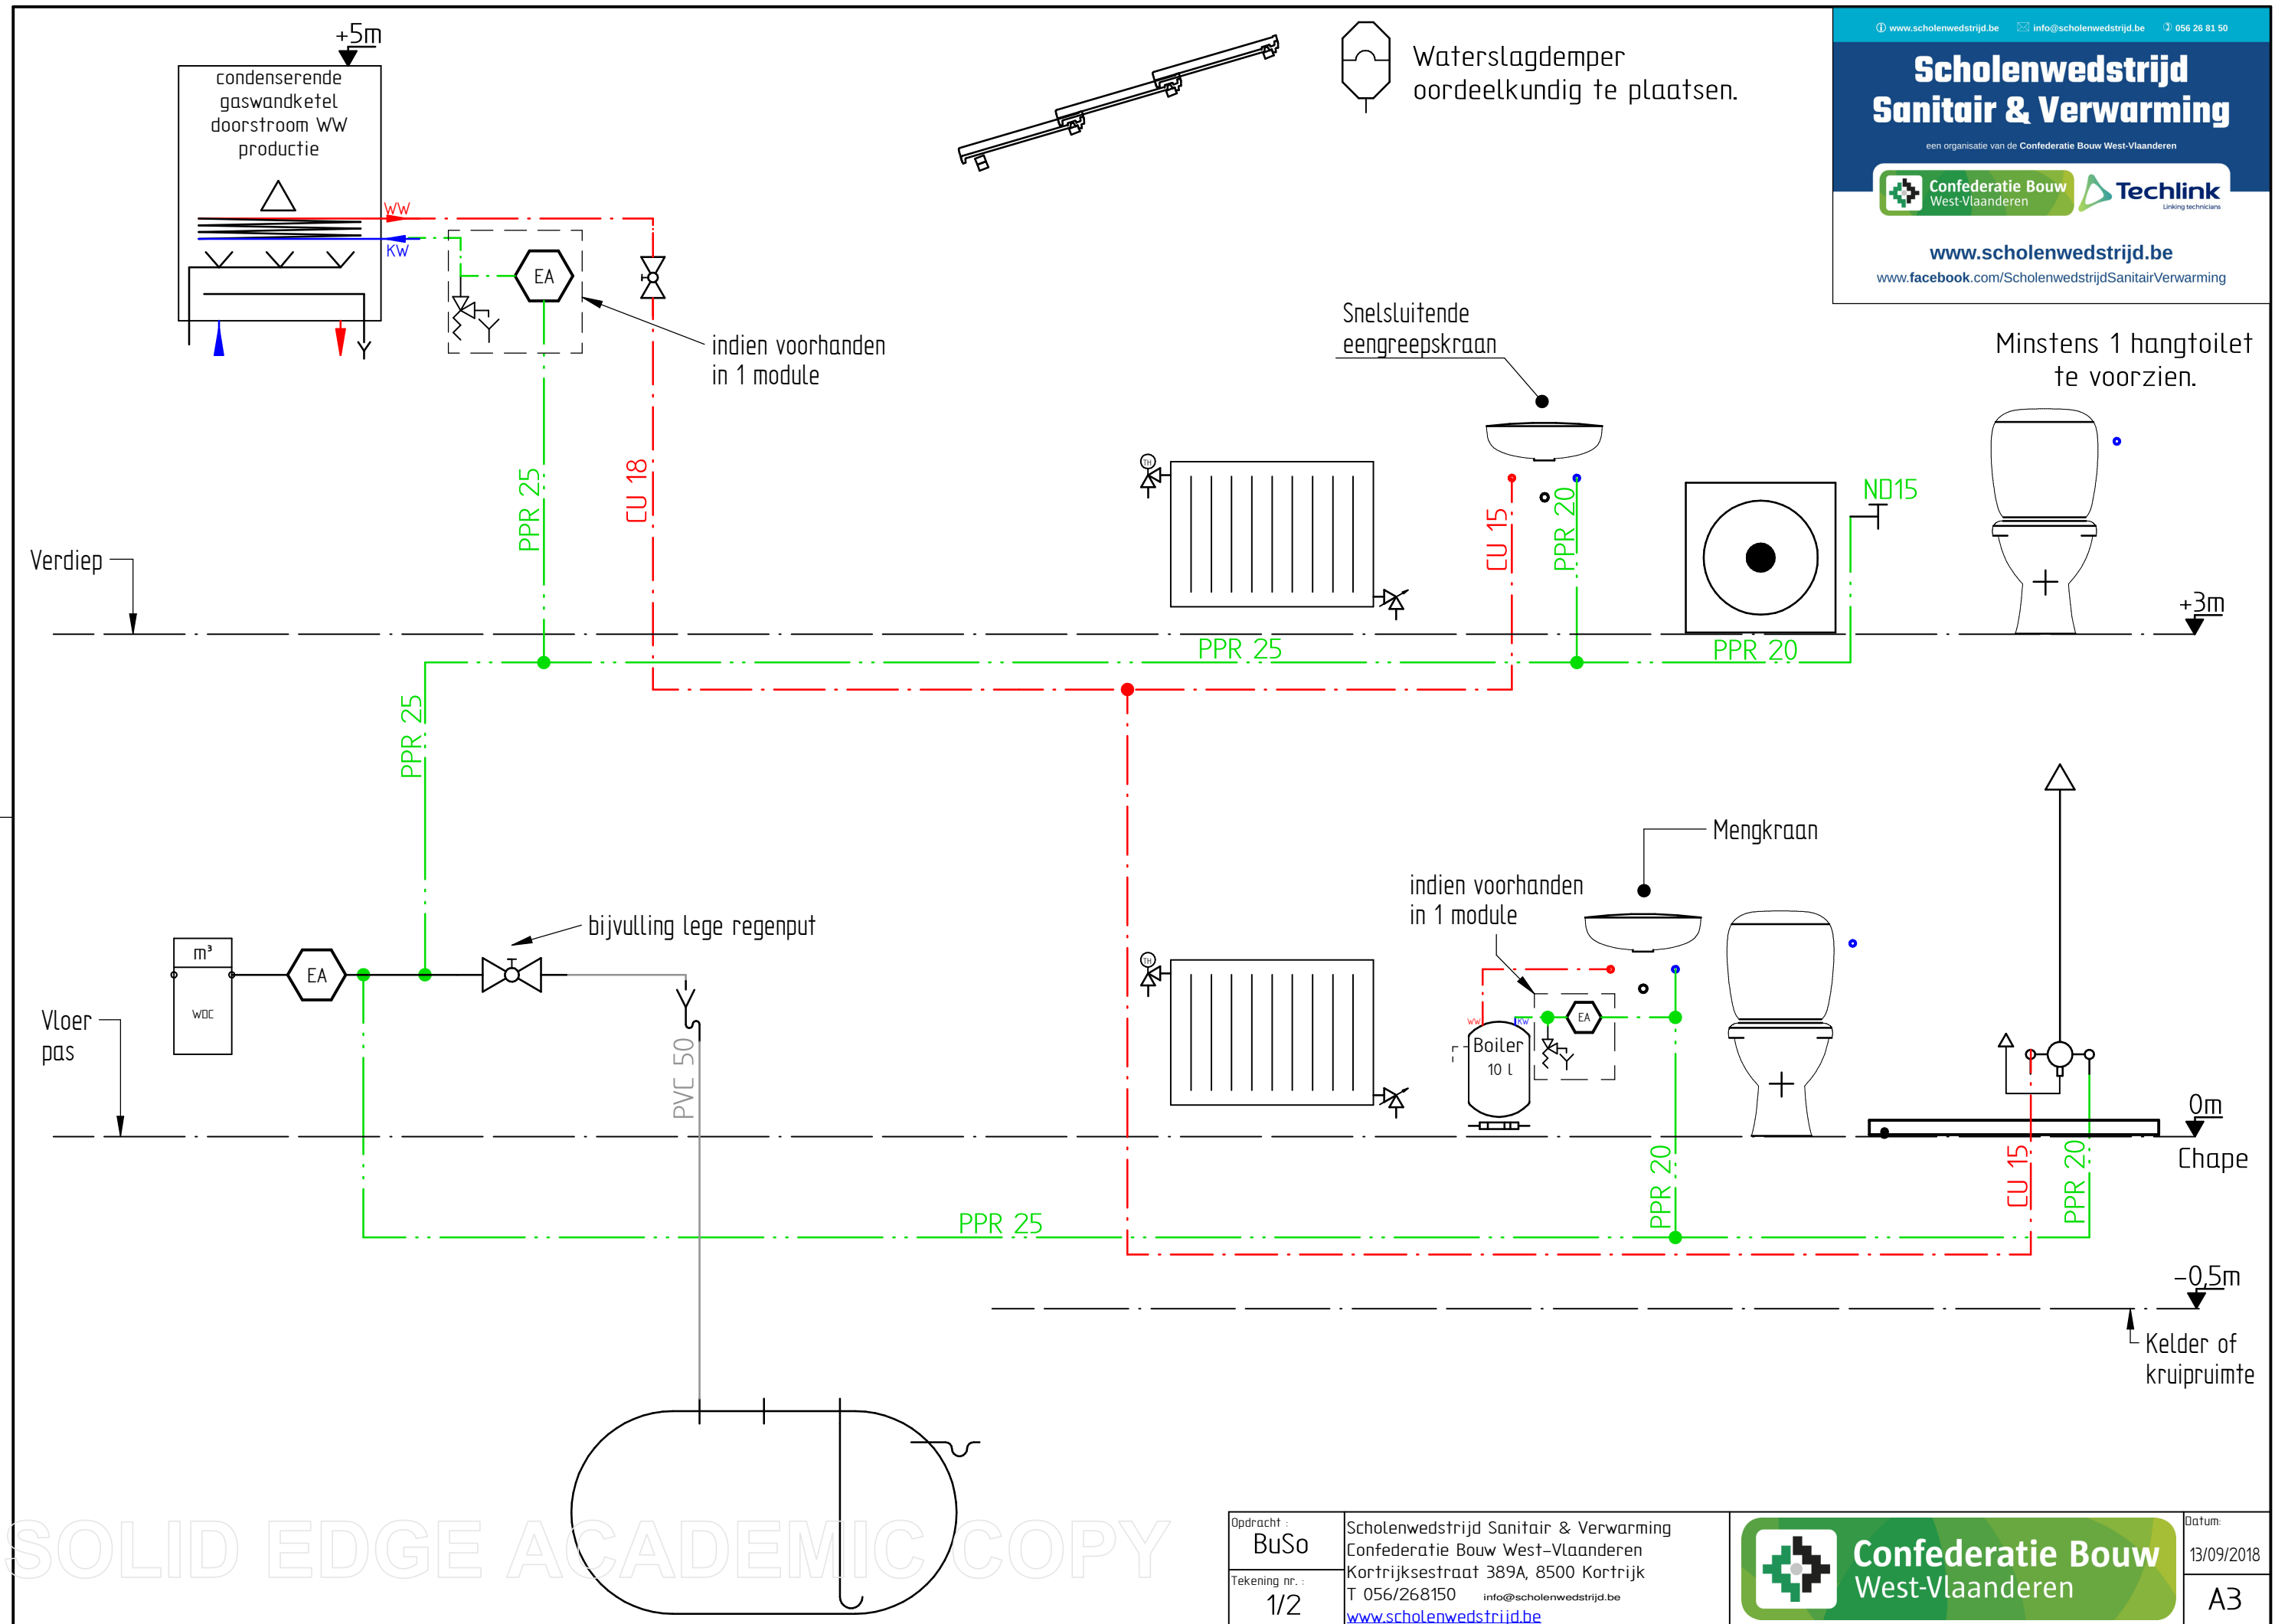 +5m
condenserende
gaswandketel
doorstroom WW
productie
WW
KW
EA
indien voorhanden
in 1 module
Waterslagdemper
oordeelkundig te plaatsen.
www.scholenwedstrijd.be info@scholenwedstrijd.be 056 26 81 50
Scholenwedstrijd
Sanitair & Verwarming
een organisatie van de Confederatie Bouw West-Vlaanderen
Confederatie Bouw
West-Vlaanderen
Techlink
Linking technicians
www.scholenwedstrijd.be
www.facebook.com/ScholenwedstrijdSanitairVerwarming
Snelsluitende
eengreepskraan
Minstens 1 hangtoilet
te voorzien.
PPR 25
CU 18
TH
CU 15
PPR 20
ND15
Verdiep
+3m
PPR 25
PPR 20
PPR 25
Mengkraan
indien voorhanden
in 1 module
bijvulling lege regenput
m³
WDC
EA
TH
WW
KW
EA
Boiler
10 l
Vloer
pas
PVC 50
0m
Chape
PPR 20
CU 15
PPR 20
PPR 25
-0,5m
Kelder of
kruipruimte
SOLID EDGE ACADEMIC COPY
Opdracht :
BuSo
Tekening nr. :
1/2
Scholenwedstrijd Sanitair & Verwarming
Confederatie Bouw West-Vlaanderen
Kortrijksestraat 389A, 8500 Kortrijk
T 056/268150 info@scholenwedstrijd.be
www.scholenwedstrijd.be
Confederatie Bouw
West-Vlaanderen
Datum:
13/09/2018
A3